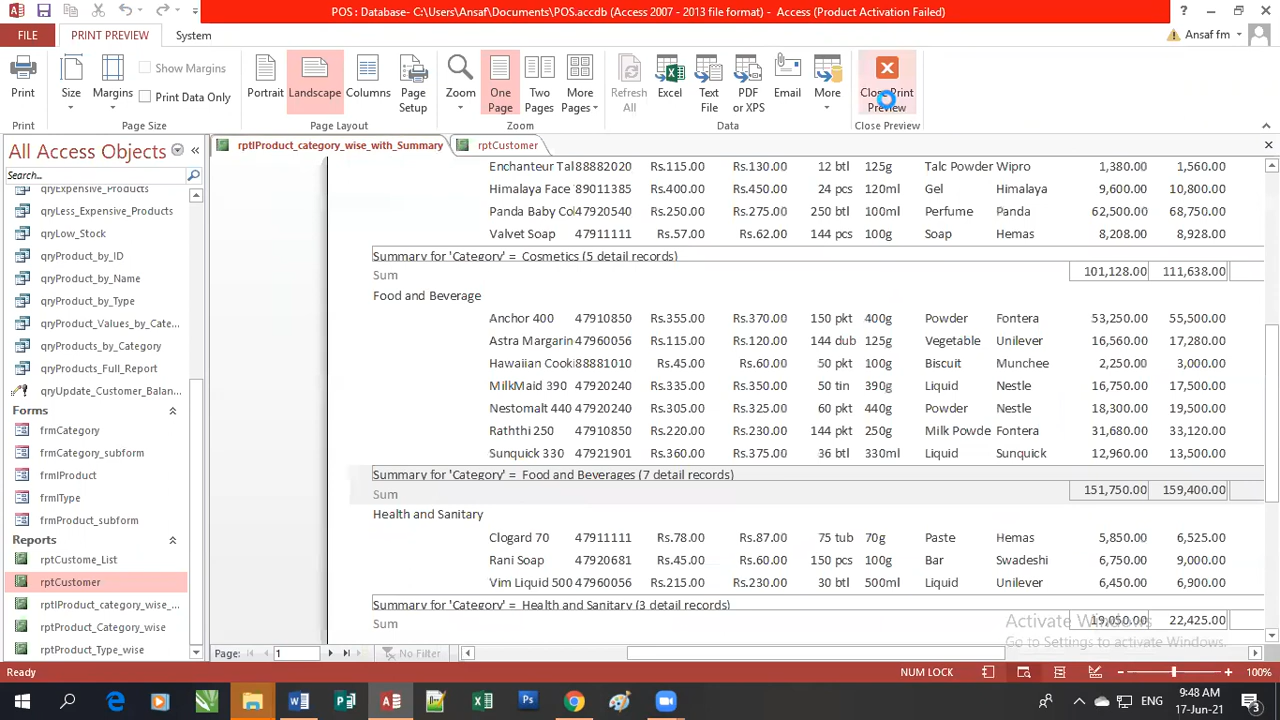 POS : Database- C:\Users\Ansaf\Documents\POS.accdb (Access 2007 - 2013 file format) - Access (Product Activation Failed)
FILE PRINT PREVIEW System Ansaf fm
Print Size Margins Show Margins Print Data Only Portrait Landscape Columns Page Setup Zoom One Page Two Pages More Pages Refresh All Excel Text File PDF or XPS Email More Close Print Preview
Print Page Size Page Layout Zoom Data Close Preview
All Access Objects
Search...
qryExpensive_Products
qryLess_Expensive_Products
qryLow_Stock
qryProduct_by_ID
qryProduct_by_Name
qryProduct_by_Type
qryProduct_Values_by_Cate...
qryProducts_by_Category
qryProducts_Full_Report
qryUpdate_Customer_Balan...
Forms
frmCategory
frmCategory_subform
frmIProduct
frmIType
frmProduct_subform
Reports
rptCustome_List
rptCustomer
rptIProduct_category_wise_...
rptProduct_Category_wise
rptProduct_Type_wise
rptIProduct_category_wise_with_Summary rptCustomer
Enchanteur Tal 88882020 Rs.115.00 Rs.130.00 12 btl 125g Talc Powder Wipro 1,380.00 1,560.00
Himalaya Face 89011385 Rs.400.00 Rs.450.00 24 pcs 120ml Gel Himalaya 9,600.00 10,800.00
Panda Baby Col 47920540 Rs.250.00 Rs.275.00 250 btl 100ml Perfume Panda 62,500.00 68,750.00
Valvet Soap 47911111 Rs.57.00 Rs.62.00 144 pcs 100g Soap Hemas 8,208.00 8,928.00
Summary for 'Category' = Cosmetics (5 detail records)
Sum 101,128.00 111,638.00
Food and Beverage
Anchor 400 47910850 Rs.355.00 Rs.370.00 150 pkt 400g Powder Fontera 53,250.00 55,500.00
Astra Margarin 47960056 Rs.115.00 Rs.120.00 144 dub 125g Vegetable Unilever 16,560.00 17,280.00
Hawaiian Cooki 88881010 Rs.45.00 Rs.60.00 50 pkt 100g Biscuit Munchee 2,250.00 3,000.00
MilkMaid 390 47920240 Rs.335.00 Rs.350.00 50 tin 390g Liquid Nestle 16,750.00 17,500.00
Nestomalt 440 47920240 Rs.305.00 Rs.325.00 60 pkt 440g Powder Nestle 18,300.00 19,500.00
Raththi 250 47910850 Rs.220.00 Rs.230.00 144 pkt 250g Milk Powde Fontera 31,680.00 33,120.00
Sunquick 330 47921901 Rs.360.00 Rs.375.00 36 btl 330ml Liquid Sunquick 12,960.00 13,500.00
Summary for 'Category' = Food and Beverages (7 detail records)
Sum 151,750.00 159,400.00
Health and Sanitary
Clogard 70 47911111 Rs.78.00 Rs.87.00 75 tub 70g Paste Hemas 5,850.00 6,525.00
Rani Soap 47920681 Rs.45.00 Rs.60.00 150 pcs 100g Bar Swadeshi 6,750.00 9,000.00
Vim Liquid 500 47960056 Rs.215.00 Rs.230.00 30 btl 500ml Liquid Unilever 6,450.00 6,900.00
Summary for 'Category' = Health and Sanitary (3 detail records)
Sum 19,050.00 22,425.00
Activate Windows
Go to Settings to activate Windows.
Page: 1 No Filter
Ready NUM LOCK 100%
ENG 9:48 AM
17-Jun-21 3